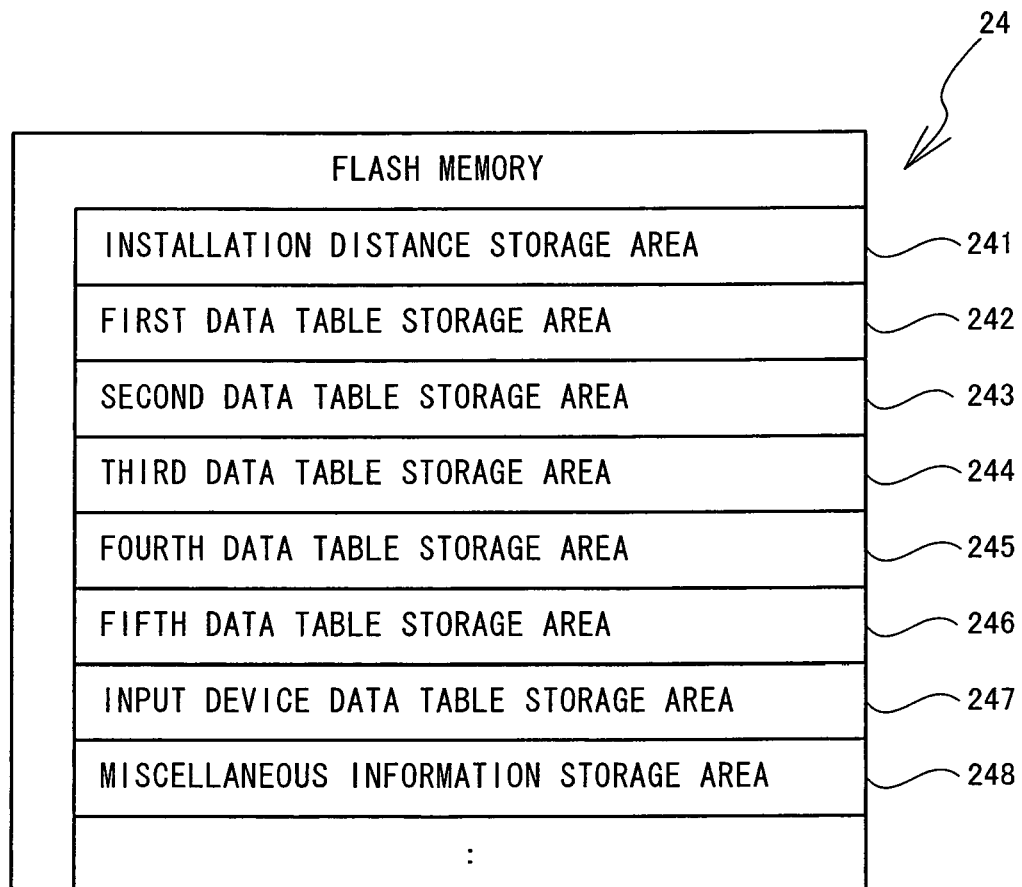 24
FLASH MEMORY
INSTALLATION DISTANCE STORAGE AREA 241
FIRST DATA TABLE STORAGE AREA 242
SECOND DATA TABLE STORAGE AREA 243
THIRD DATA TABLE STORAGE AREA 244
FOURTH DATA TABLE STORAGE AREA 245
FIFTH DATA TABLE STORAGE AREA 246
INPUT DEVICE DATA TABLE STORAGE AREA 247
MISCELLANEOUS INFORMATION STORAGE AREA 248
: